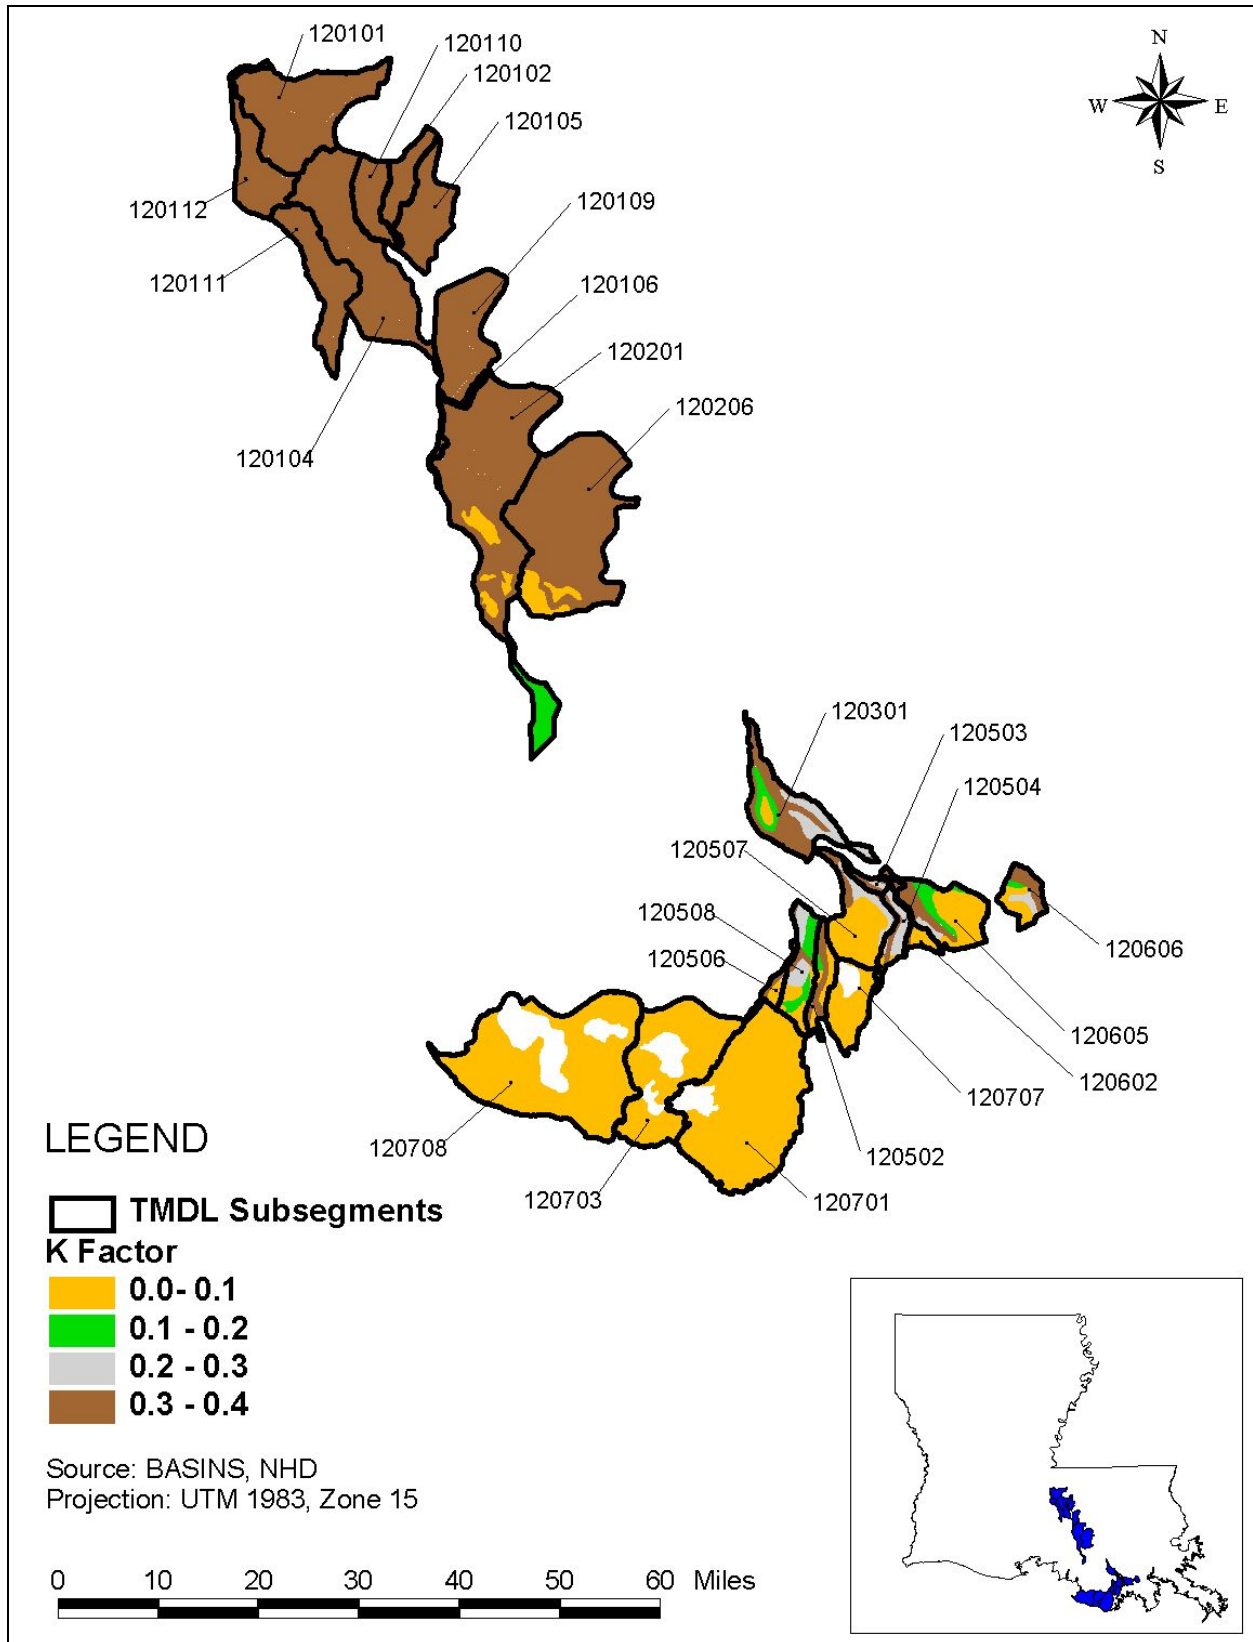 120101
120110
120102
120105
N
W
E
S
120112
120109
120111
120106
120201
120206
120104
120301
120503
120504
120507
120508
120506
120606
120605
120602
120707
120708
120502
120703
120701
LEGEND
TMDL Subsegments
K Factor
0.0- 0.1
0.1 - 0.2
0.2 - 0.3
0.3 - 0.4
Source: BASINS, NHD
Projection: UTM 1983, Zone 15
0 10 20 30 40 50 60 Miles